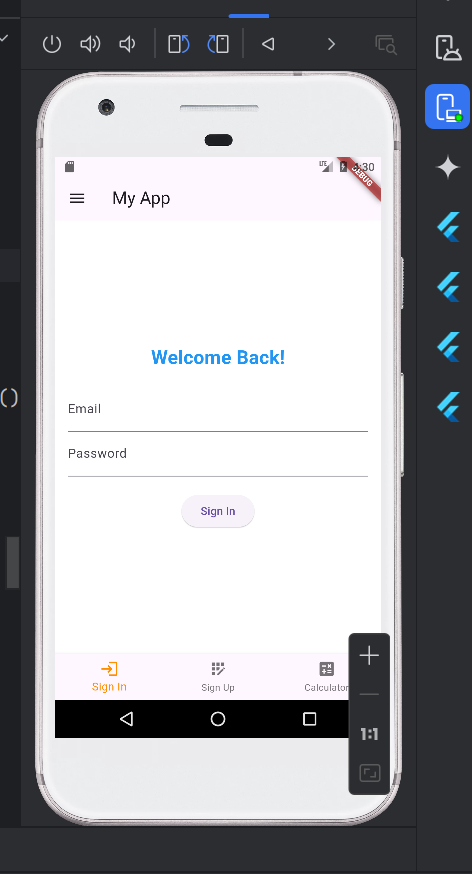 ()
LTE
4:30
DEBUG
My App
Welcome Back!
Email
Password
Sign In
Sign In
Sign Up
Calculator
1:1